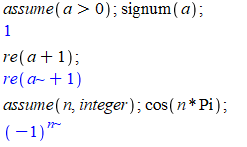 assume(a > 0); signum(a);
1
re(a + 1);
re(a~ + 1)
assume(n, integer); cos(n * Pi);
(−1)^n~